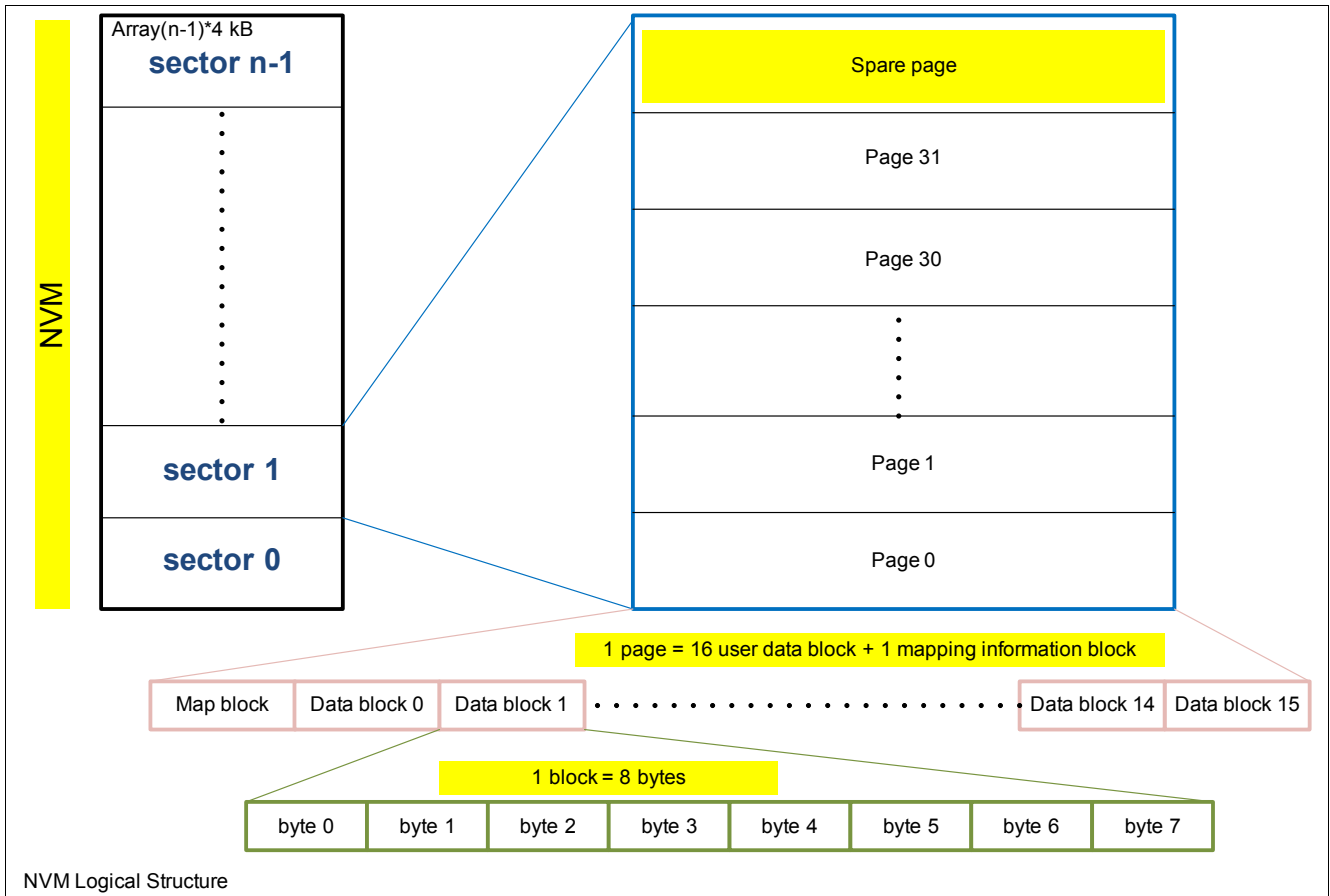 NVM
Array(n-1)*4 kB
sector n-1
sector 1
sector 0
Spare page
Page 31
Page 30
Page 1
Page 0
1 page = 16 user data block + 1 mapping information block
Map block
Data block 0
Data block 1
Data block 14
Data block 15
1 block = 8 bytes
byte 0
byte 1
byte 2
byte 3
byte 4
byte 5
byte 6
byte 7
NVM Logical Structure